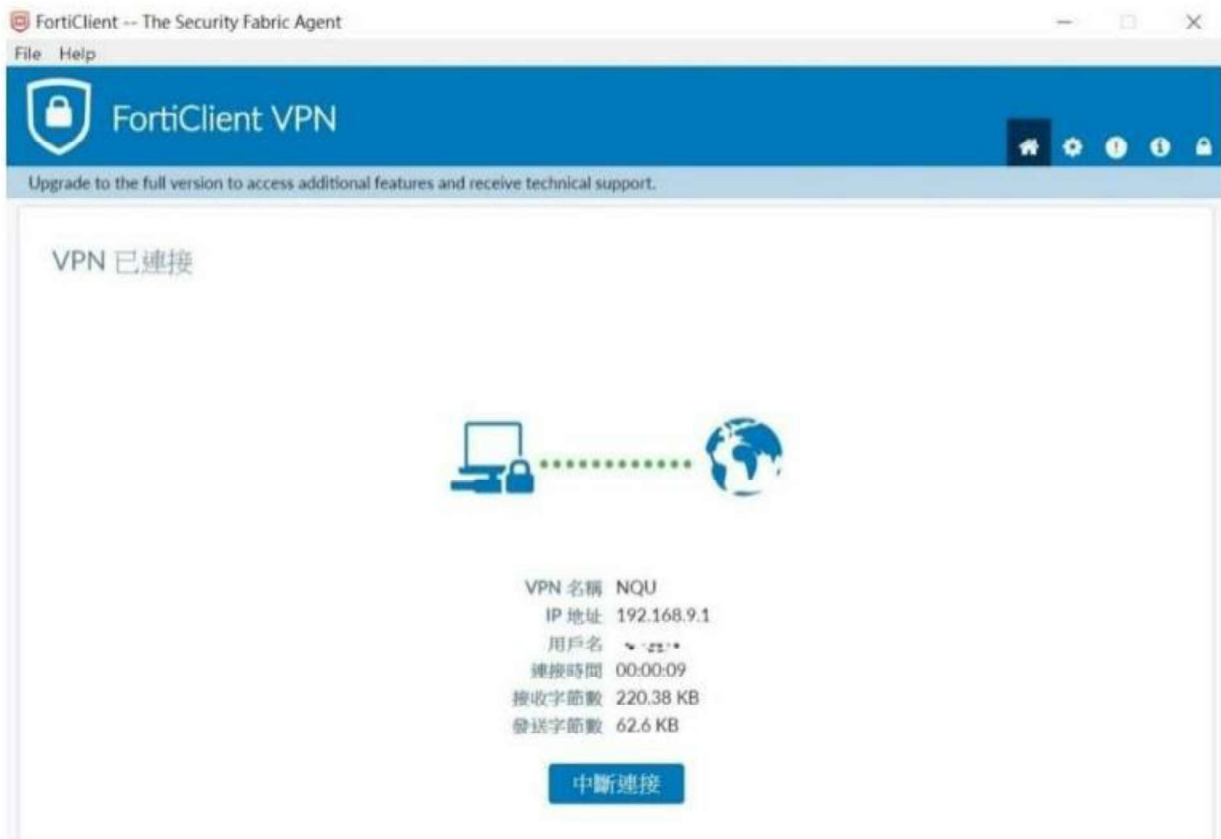 FortiClient -- The Security Fabric Agent
File Help
FortiClient VPN
Upgrade to the full version to access additional features and receive technical support.
VPN 已連接
VPN 名稱 NQU
IP 地址 192.168.9.1
用戶名
連接時間 00:00:09
接收字節數 220.38 KB
發送字節數 62.6 KB
中斷連接